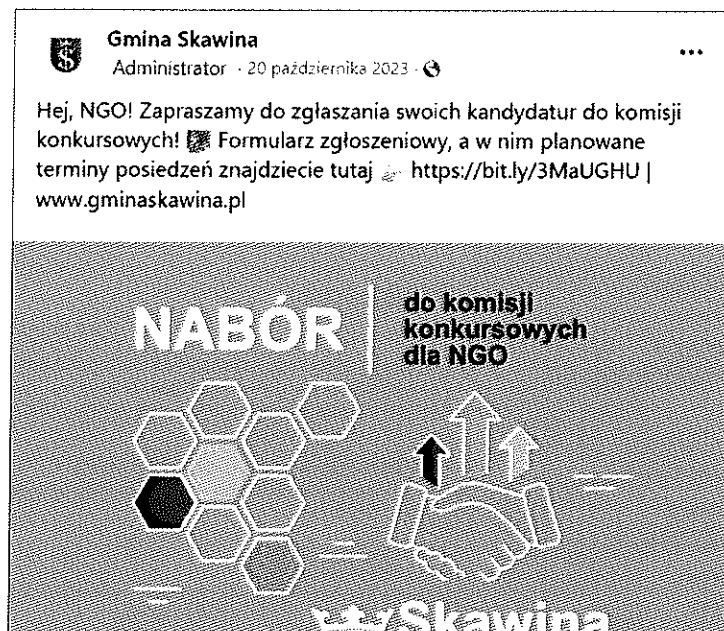 Gmina Skawina
Administrator · 20 października 2023 ·
Hej, NGO! Zapraszamy do zgłaszania swoich kandydatur do komisji
konkursowych! Formularz zgłoszeniowy, a w nim planowane
terminy posiedzeń znajdziecie tutaj https://bit.ly/3MaUGHU |
www.gminaskawina.pl
NABÓR
do komisji
konkursowych
dla NGO
Skawina